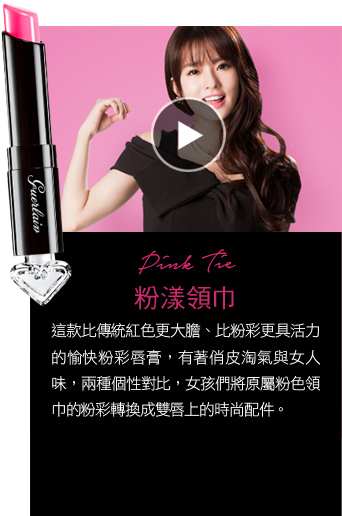 Guerlain
Pink Tie
粉漾領巾
這款比傳統紅色更大膽、比粉彩更具活力
的愉快粉彩唇膏，有著俏皮淘氣與女人
味，兩種個性對比，女孩們將原屬粉色領
巾的粉彩轉換成雙唇上的時尚配件。